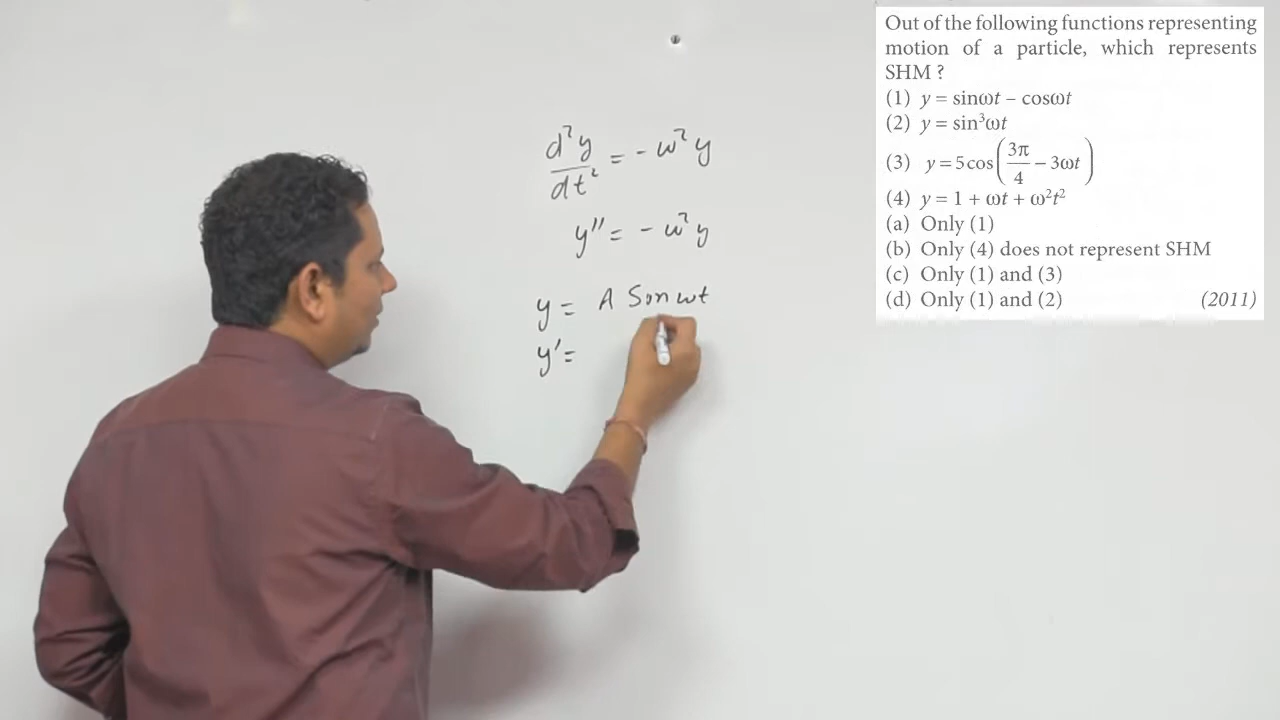 d²y/dt² = - ω² y
y'' = - ω² y
y = A Sin ωt
y' =
Out of the following functions representing
motion of a particle, which represents
SHM ?
(1) y = sinωt – cosωt
(2) y = sin³ωt
(3) y = 5cos(3π/4 – 3ωt)
(4) y = 1 + ωt + ω²t²
(a) Only (1)
(b) Only (4) does not represent SHM
(c) Only (1) and (3)
(d) Only (1) and (2) (2011)